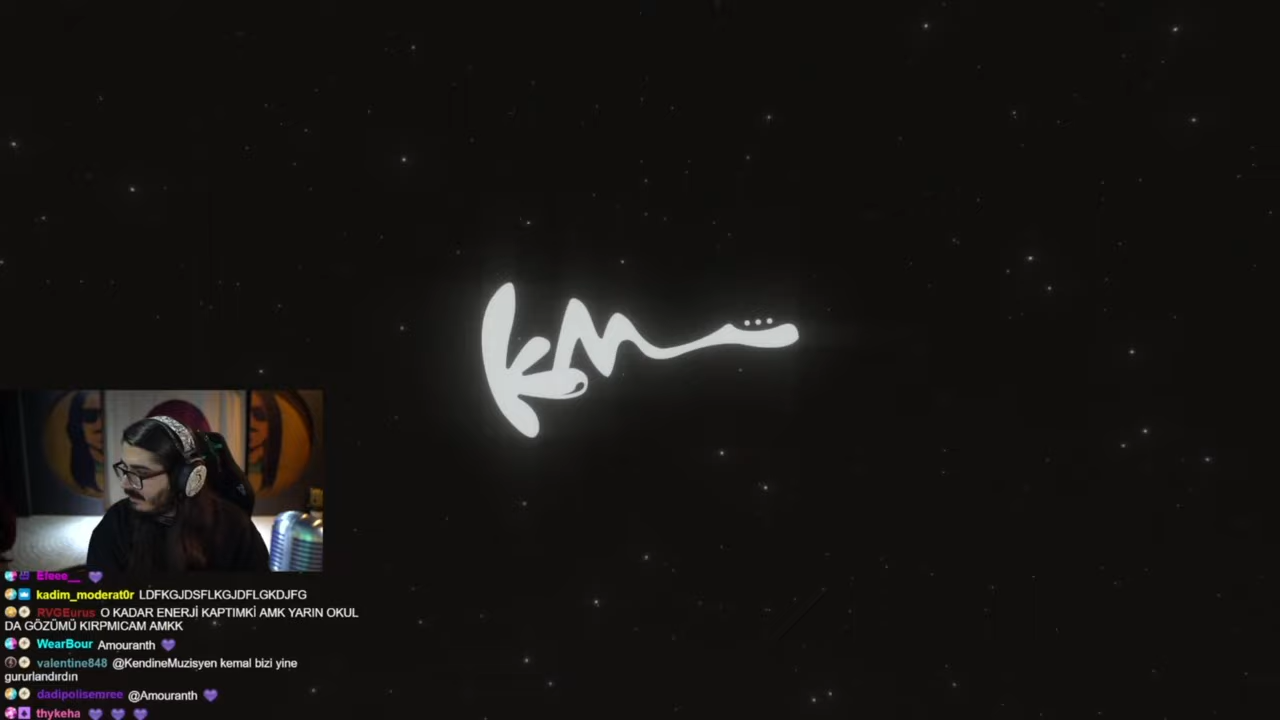 KM
Efeee__
kadim_moderat0r LDFKGJDSFLKGJDFLGKDJFG
RVGEurus O KADAR ENERJİ KAPTIMKİ AMK YARIN OKUL
DA GÖZÜMÜ KIRPMICAM AMKK
WearBour Amouranth
valentine848 @KendineMuzisyen kemal bizi yine
gururlandırdın
dadipolisemree @Amouranth
thykeha